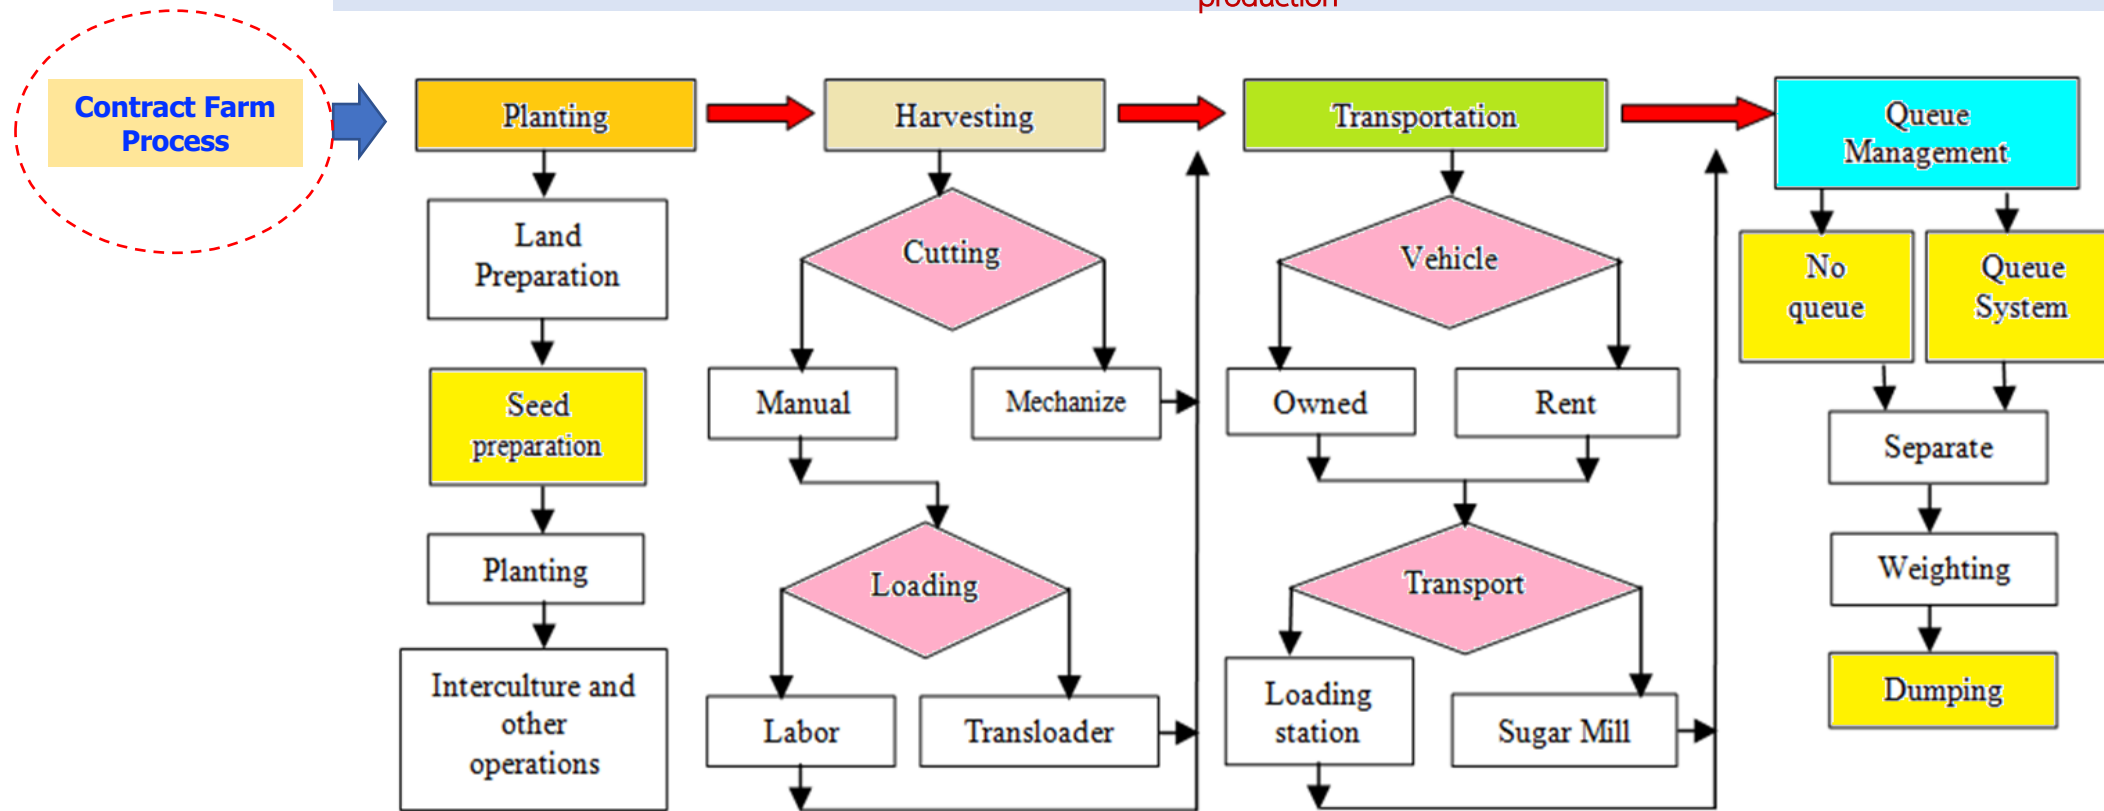 production
Contract Farm
Process
Planting
Harvesting
Transportation
Queue
Management
Land
Preparation
Seed
preparation
Planting
Interculture and
other
operations
Cutting
Manual
Mechanize
Loading
Labor
Transloader
Vehicle
Owned
Rent
Transport
Loading
station
Sugar Mill
No
queue
Queue
System
Separate
Weighting
Dumping